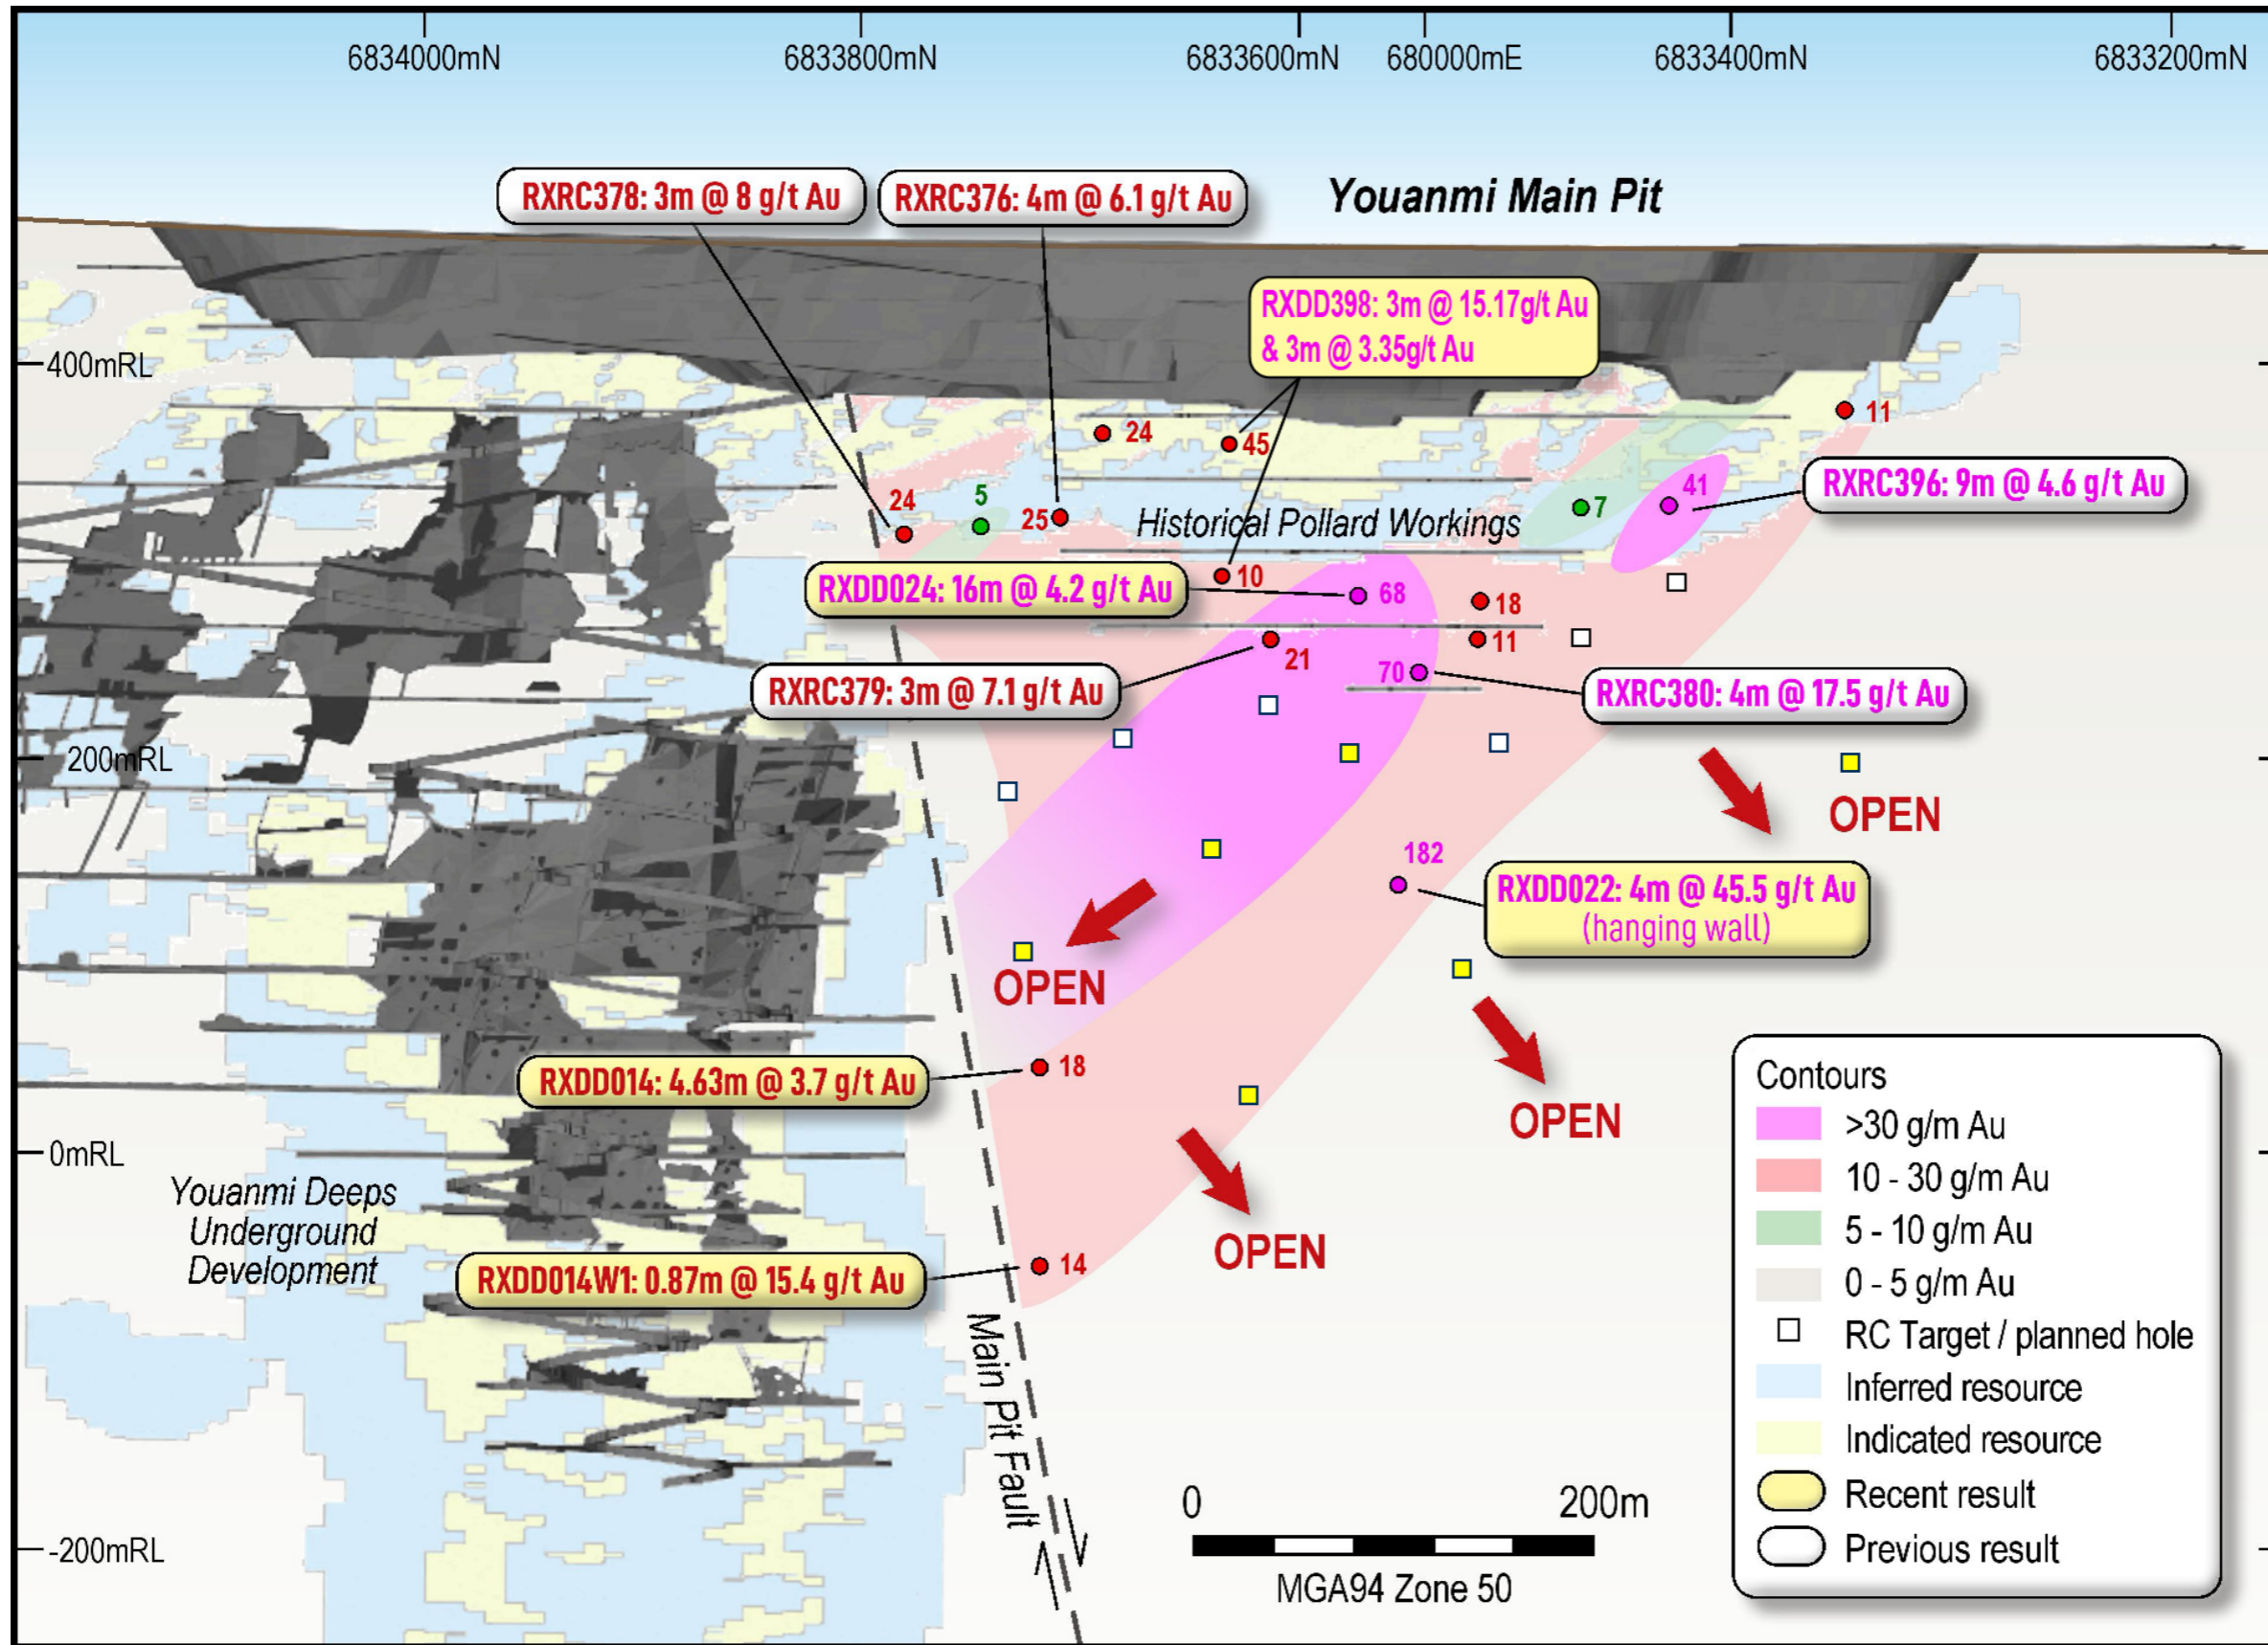 6834000mN
6833800mN
6833600mN
680000mE
6833400mN
6833200mN
RXRC378: 3m @ 8 g/t Au
RXRC376: 4m @ 6.1 g/t Au
Youanmi Main Pit
RXDD398: 3m @ 15.17g/t Au
& 3m @ 3.35g/t Au
400mRL
24
45
11
RXRC396: 9m @ 4.6 g/t Au
41
24
5
25
7
Historical Pollard Workings
10
RXDD024: 16m @ 4.2 g/t Au
68
18
11
21
70
RXRC379: 3m @ 7.1 g/t Au
RXRC380: 4m @ 17.5 g/t Au
200mRL
OPEN
182
RXDD022: 4m @ 45.5 g/t Au
(hanging wall)
OPEN
RXDD014: 4.63m @ 3.7 g/t Au
18
OPEN
0mRL
Youanmi Deeps
Underground
Development
OPEN
RXDD014W1: 0.87m @ 15.4 g/t Au
14
Main Pit Fault
-200mRL
0
200m
MGA94 Zone 50
Contours
>30 g/m Au
10 - 30 g/m Au
5 - 10 g/m Au
0 - 5 g/m Au
RC Target / planned hole
Inferred resource
Indicated resource
Recent result
Previous result